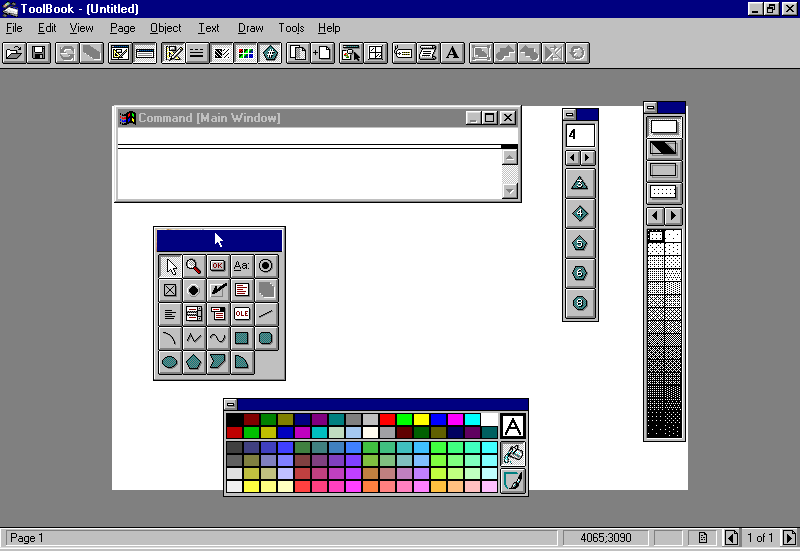 ToolBook - (Untitled)
File Edit View Page Object Text Draw Tools Help
A
Command [Main Window]
4
3
4
5
6
8
OK Aa:
OLE
A
Page 1 4065;3090 1 of 1